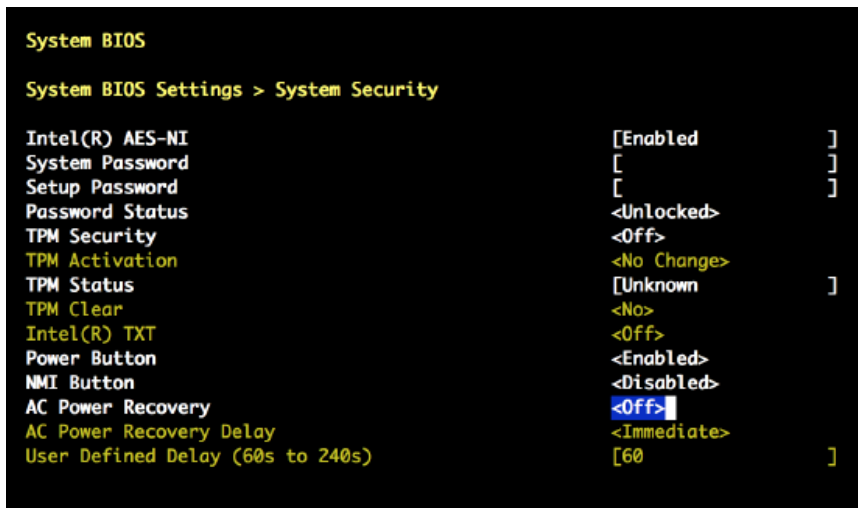 System BIOS
System BIOS Settings > System Security
Intel(R) AES-NI [Enabled ]
System Password [ ]
Setup Password [ ]
Password Status <Unlocked>
TPM Security <Off>
TPM Activation <No Change>
TPM Status [Unknown ]
TPM Clear <No>
Intel(R) TXT <Off>
Power Button <Enabled>
NMI Button <Disabled>
AC Power Recovery <Off>
AC Power Recovery Delay <Immediate>
User Defined Delay (60s to 240s) [60 ]